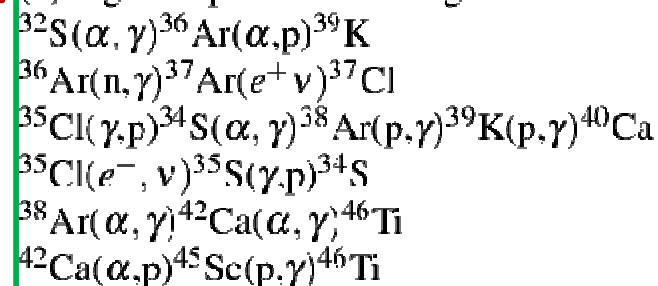 ³²S(α, γ)³⁶Ar(α,p)³⁹K
³⁶Ar(n,γ)³⁷Ar(e⁺ ν)³⁷Cl
³⁵Cl(γ,p)³⁴S(α, γ)³⁸Ar(p,γ)³⁹K(p,γ)⁴⁰Ca
³⁵Cl(e⁻, ν)³⁵S(γ,p)³⁴S
³⁸Ar(α, γ)⁴²Ca(α, γ)⁴⁶Ti
⁴²Ca(α,p)⁴⁵Sc(p,γ)⁴⁶Ti